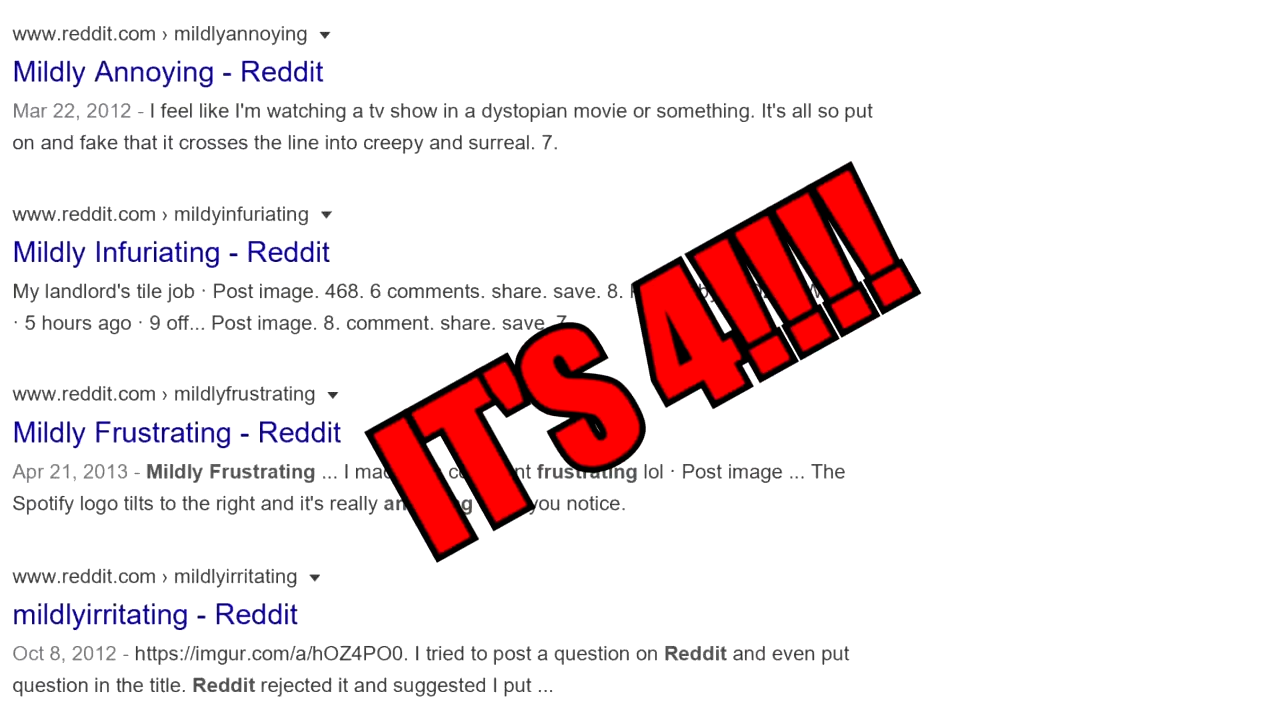 www.reddit.com › mildlyannoying
Mildly Annoying - Reddit
Mar 22, 2012 - I feel like I'm watching a tv show in a dystopian movie or something. It's all so put
on and fake that it crosses the line into creepy and surreal. 7.
www.reddit.com › mildyinfuriating
Mildly Infuriating - Reddit
My landlord's tile job · Post image. 468. 6 comments. share. save. 8.
· 5 hours ago · 9 off... Post image. 8. comment. share. save. 7
IT'S 4!!!!
www.reddit.com › mildlyfrustrating
Mildly Frustrating - Reddit
Apr 21, 2013 - Mildly Frustrating ... I frustrating lol · Post image ... The
Spotify logo tilts to the right and it's really you notice.
www.reddit.com › mildlyirritating
mildlyirritating - Reddit
Oct 8, 2012 - https://imgur.com/a/hOZ4PO0. I tried to post a question on Reddit and even put
question in the title. Reddit rejected it and suggested I put ...